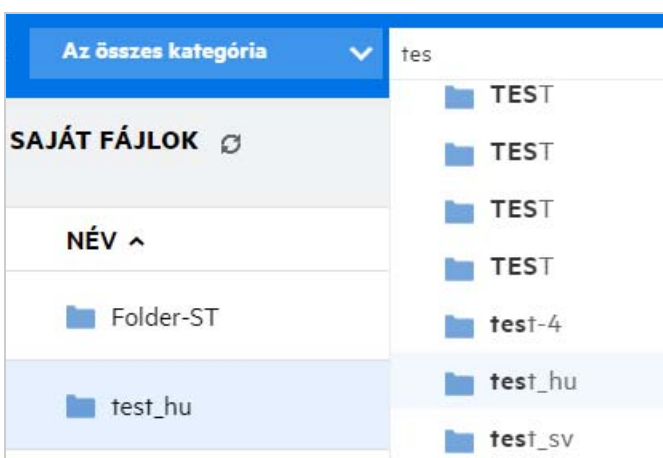 Az összes kategória
tes
SAJÁT FÁJLOK
NÉV
Folder-ST
test_hu
TEST
TEST
TEST
TEST
test-4
test_hu
test_sv